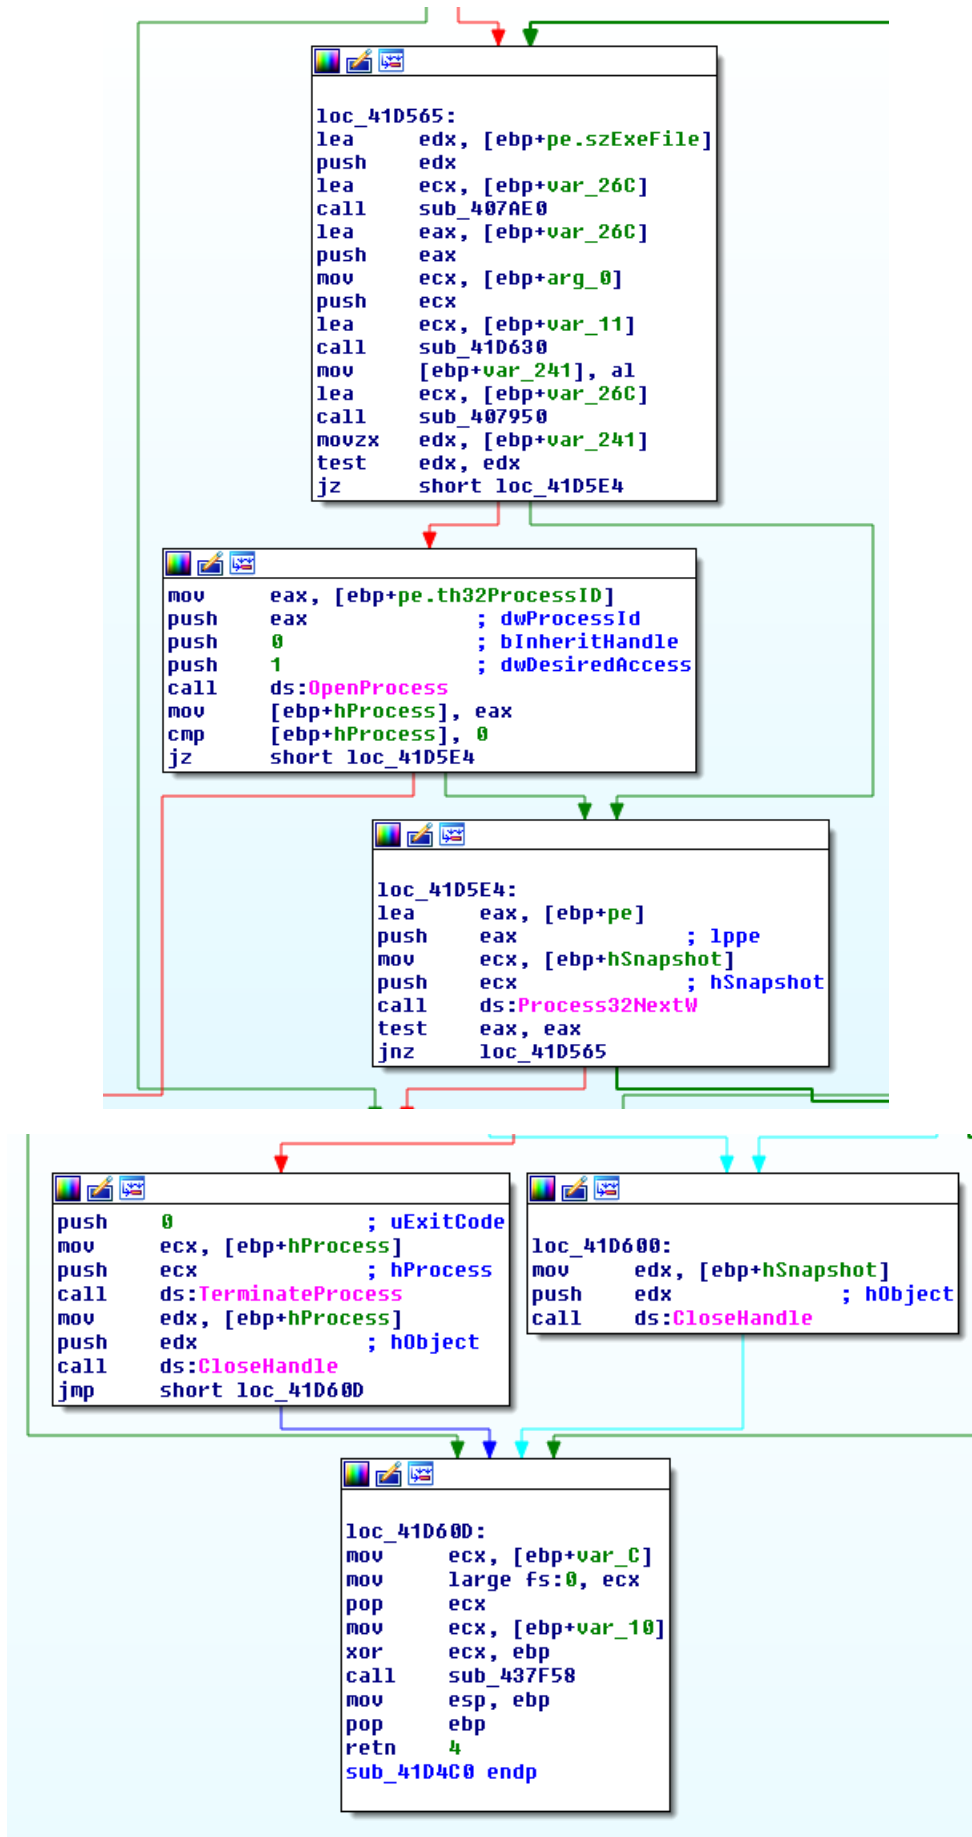 loc_41D565:
lea edx, [ebp+pe.szExeFile]
push edx
lea ecx, [ebp+var_26C]
call sub_407AE0
lea eax, [ebp+var_26C]
push eax
mov ecx, [ebp+arg_0]
push ecx
lea ecx, [ebp+var_11]
call sub_41D630
mov [ebp+var_241], al
lea ecx, [ebp+var_26C]
call sub_407950
movzx edx, [ebp+var_241]
test edx, edx
jz short loc_41D5E4
mov eax, [ebp+pe.th32ProcessID]
push eax ; dwProcessId
push 0 ; bInheritHandle
push 1 ; dwDesiredAccess
call ds:OpenProcess
mov [ebp+hProcess], eax
cmp [ebp+hProcess], 0
jz short loc_41D5E4
loc_41D5E4:
lea eax, [ebp+pe]
push eax ; lppe
mov ecx, [ebp+hSnapshot]
push ecx ; hSnapshot
call ds:Process32NextW
test eax, eax
jnz loc_41D565
push 0 ; uExitCode
mov ecx, [ebp+hProcess]
push ecx ; hProcess
call ds:TerminateProcess
mov edx, [ebp+hProcess]
push edx ; hObject
call ds:CloseHandle
jmp short loc_41D60D
loc_41D600:
mov edx, [ebp+hSnapshot]
push edx ; hObject
call ds:CloseHandle
loc_41D60D:
mov ecx, [ebp+var_C]
mov large fs:0, ecx
pop ecx
mov ecx, [ebp+var_10]
xor ecx, ebp
call sub_437F58
mov esp, ebp
pop ebp
retn 4
sub_41D4C0 endp